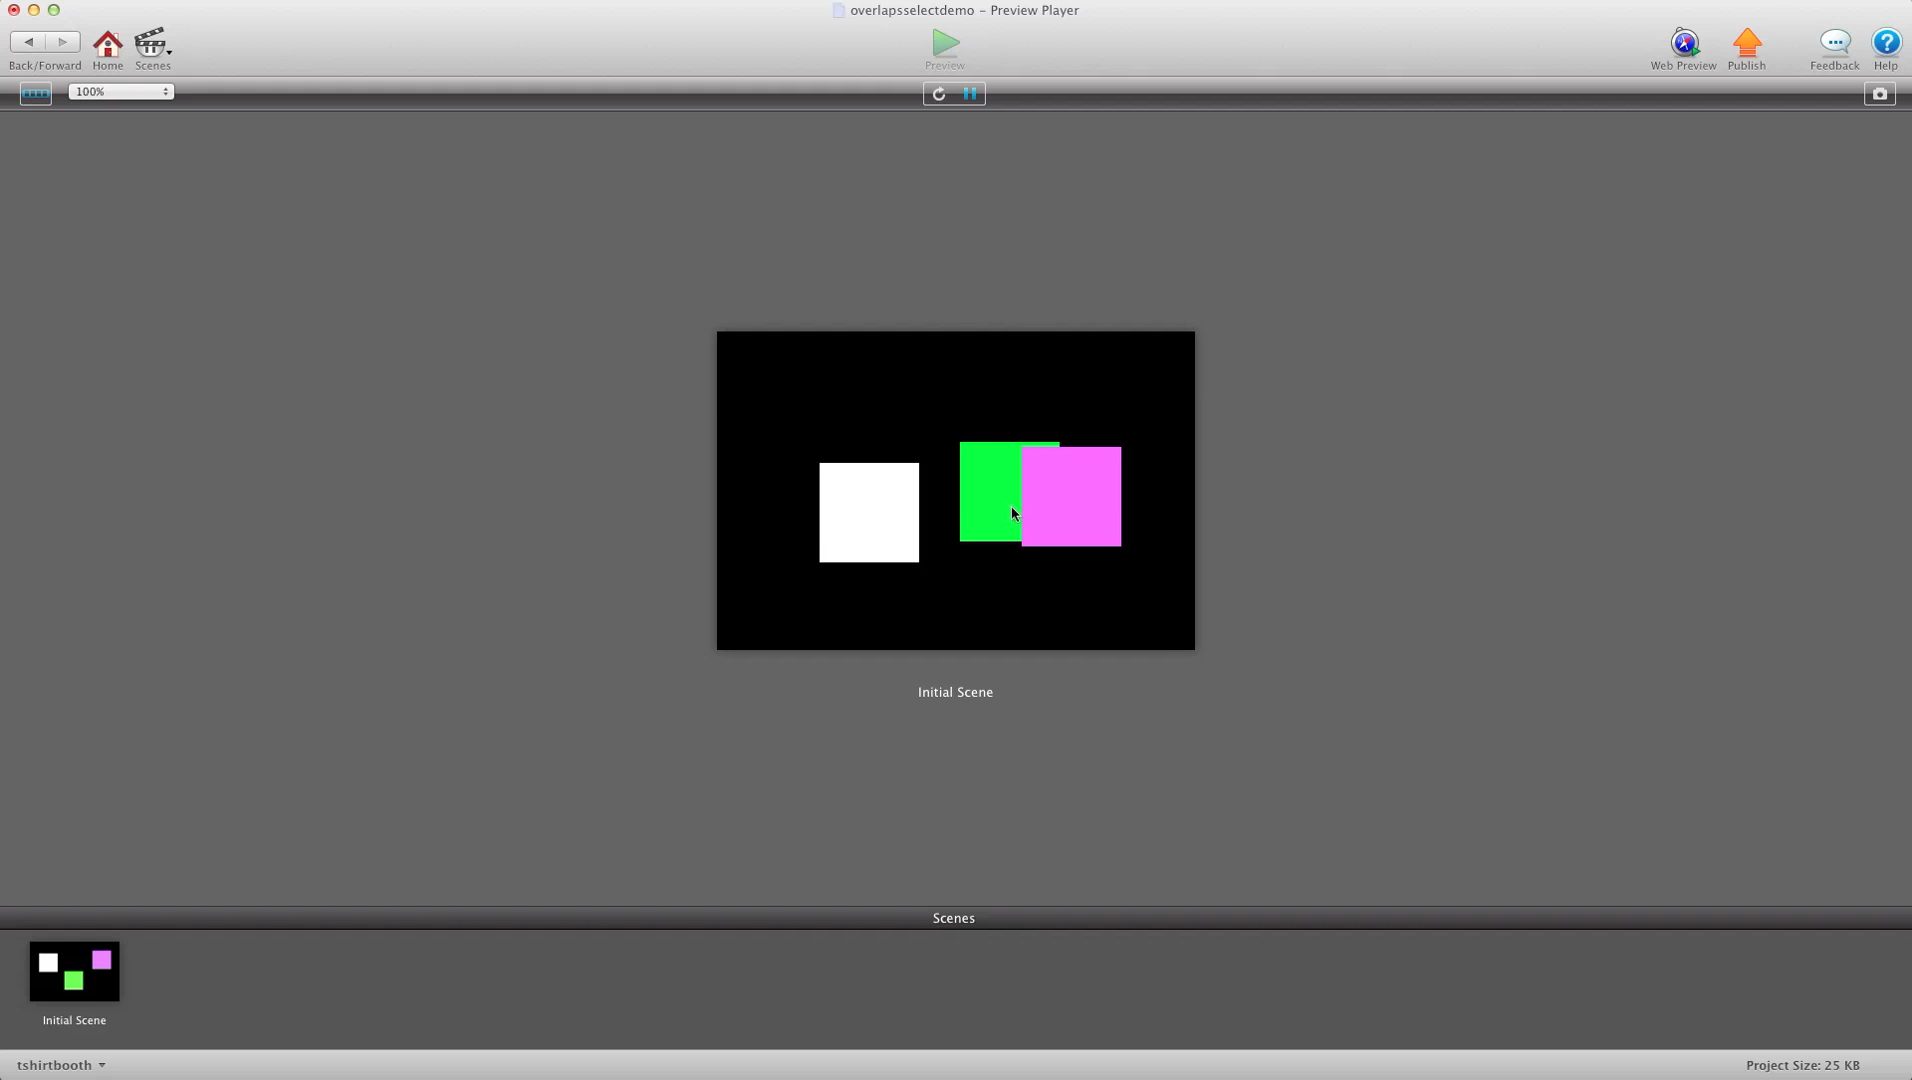 overlapsselectdemo – Preview Player
Back/Forward
Home
Scenes
Preview
Web Preview
Publish
Feedback
Help
100%
Initial Scene
Scenes
Initial Scene
tshirtbooth
Project Size: 25 KB